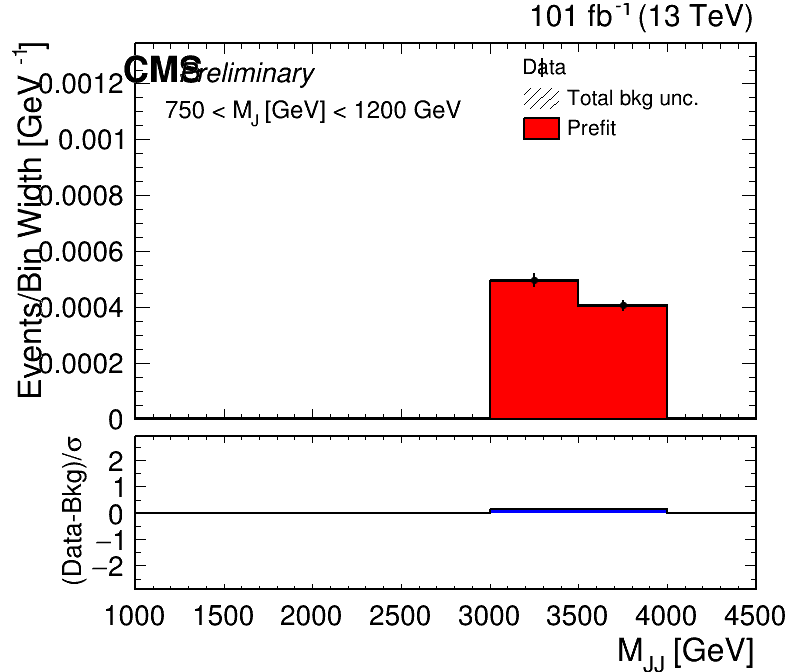 101 fb-1 (13 TeV)
CMS Preliminary
750 < MJ [GeV] < 1200 GeV
Data
Total bkg unc.
Prefit
Events/Bin Width [GeV-1]
0.0012
0.001
0.0008
0.0006
0.0004
0.0002
0
(Data-Bkg)/σ
2
1
0
−1
−2
1000 1500 2000 2500 3000 3500 4000 4500
MJJ [GeV]